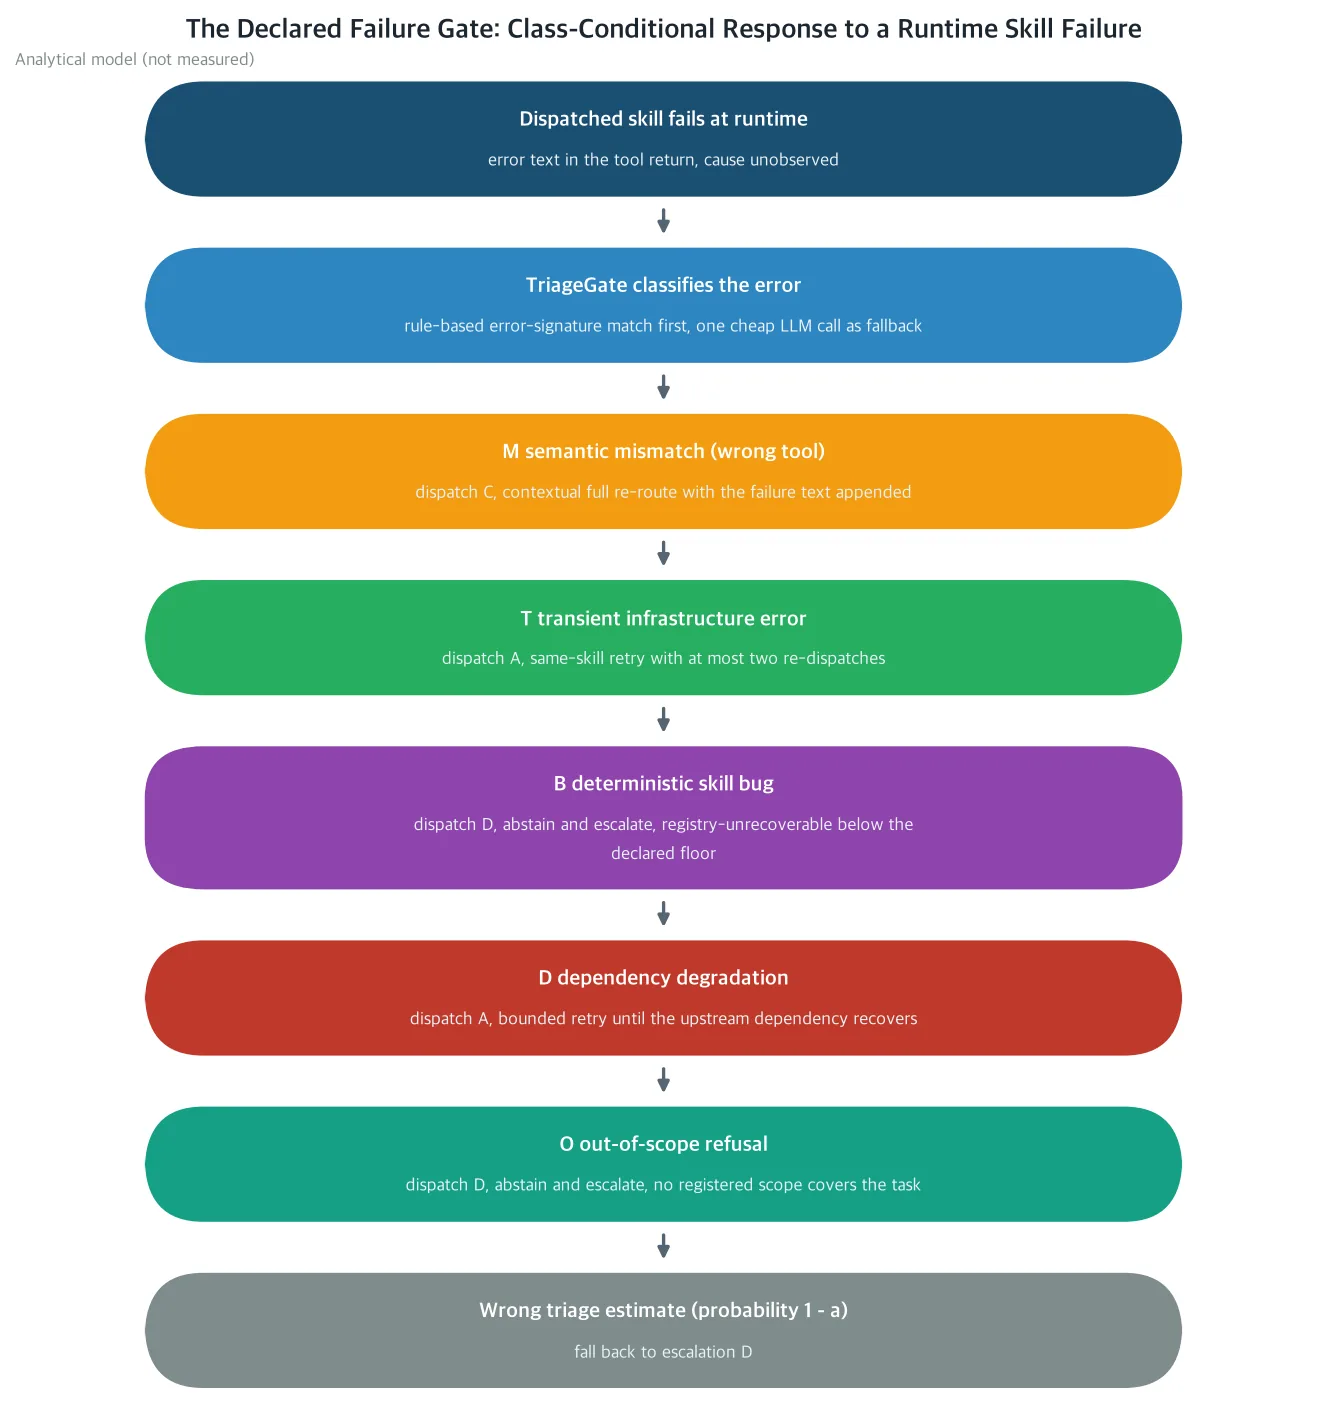 The Declared Failure Gate: Class-Conditional Response to a Runtime Skill Failure
Analytical model (not measured)
Dispatched skill fails at runtime
error text in the tool return, cause unobserved
TriageGate classifies the error
rule-based error-signature match first, one cheap LLM call as fallback
M semantic mismatch (wrong tool)
dispatch C, contextual full re-route with the failure text appended
T transient infrastructure error
dispatch A, same-skill retry with at most two re-dispatches
B deterministic skill bug
dispatch D, abstain and escalate, registry-unrecoverable below the
declared floor
D dependency degradation
dispatch A, bounded retry until the upstream dependency recovers
O out-of-scope refusal
dispatch D, abstain and escalate, no registered scope covers the task
Wrong triage estimate (probability 1 - a)
fall back to escalation D